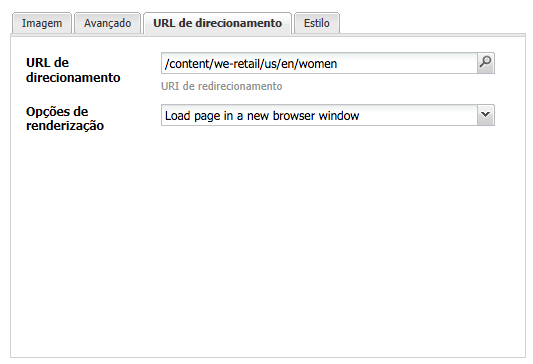 Imagem Avançado URL de direcionamento Estilo
URL de
direcionamento
/content/we-retail/us/en/women
URI de redirecionamento
Opções de
renderização
Load page in a new browser window